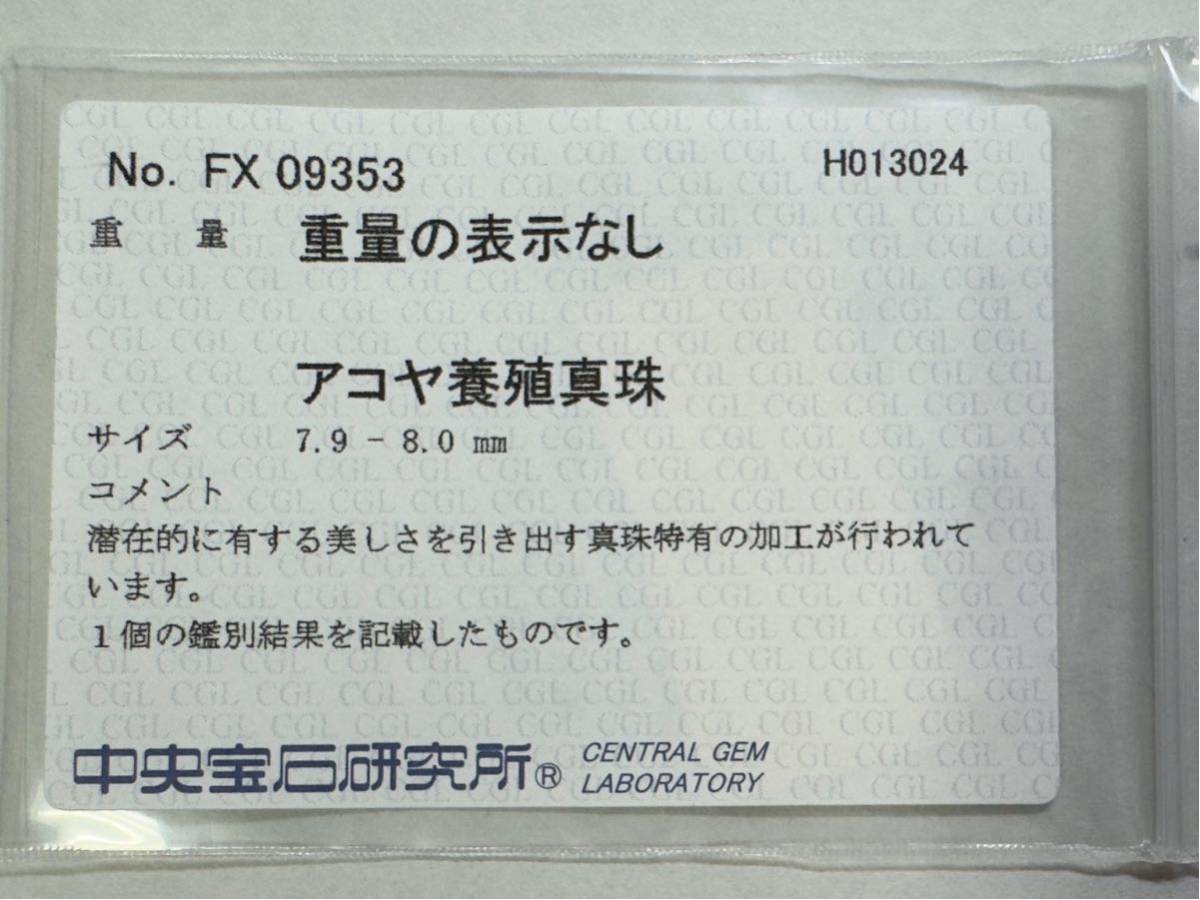 No. FX 09353 H013024
重 量 重量の表示なし
アコヤ養殖真珠
サイズ 7.9 - 8.0 mm
コメント
潜在的に有する美しさを引き出す真珠特有の加工が行われて
います。
1個の鑑別結果を記載したものです。
中央宝石研究所® CENTRAL GEM
LABORATORY